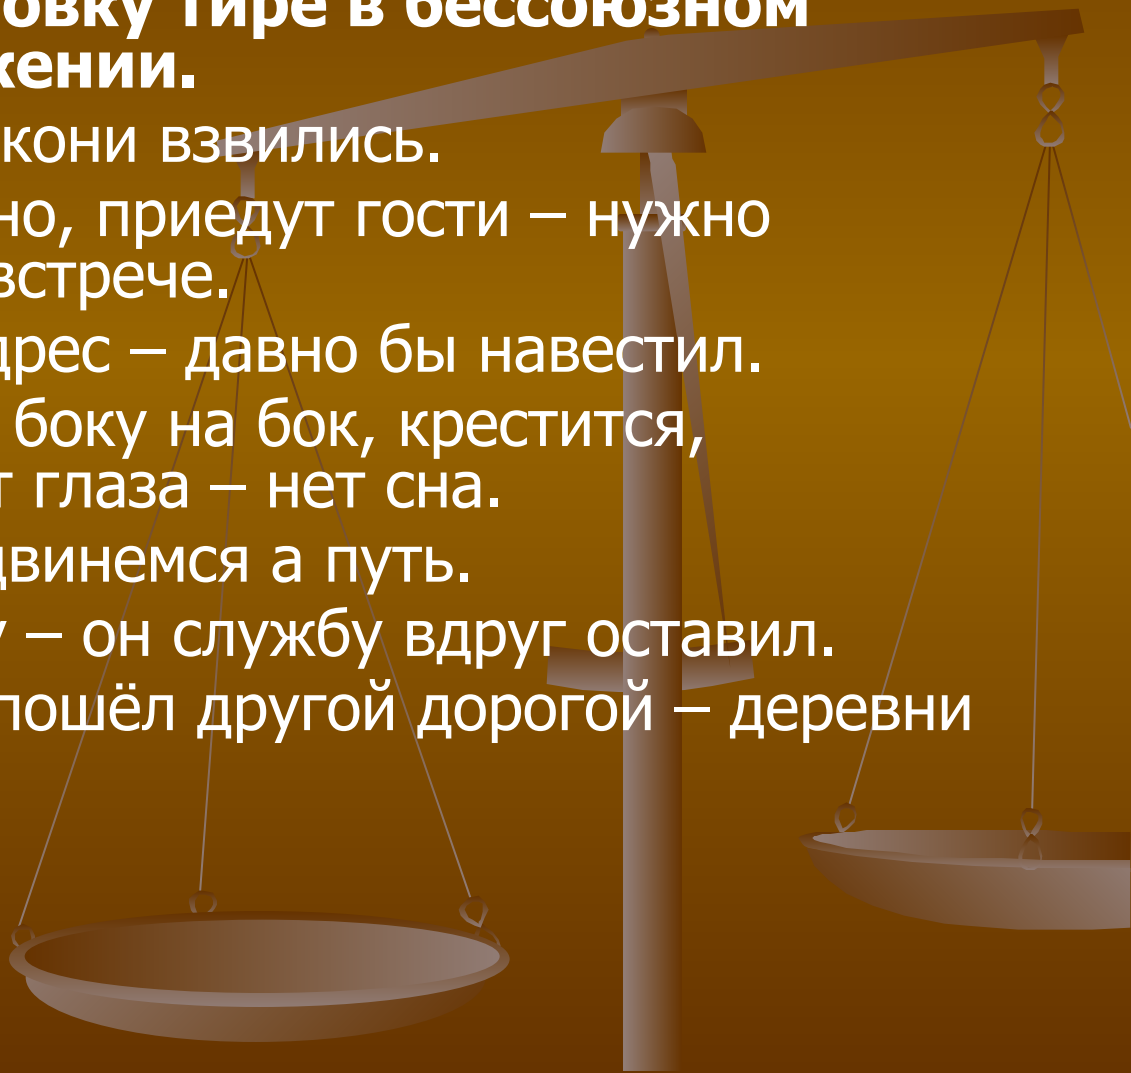 овку тире в бессоюзном
жении.
кони взвились.
но, приедут гости – нужно
встрече.
дрес – давно бы навестил.
боку на бок, крестится,
т глаза – нет сна.
двинемся а путь.
у – он службу вдруг оставил.
пошёл другой дорогой – деревни